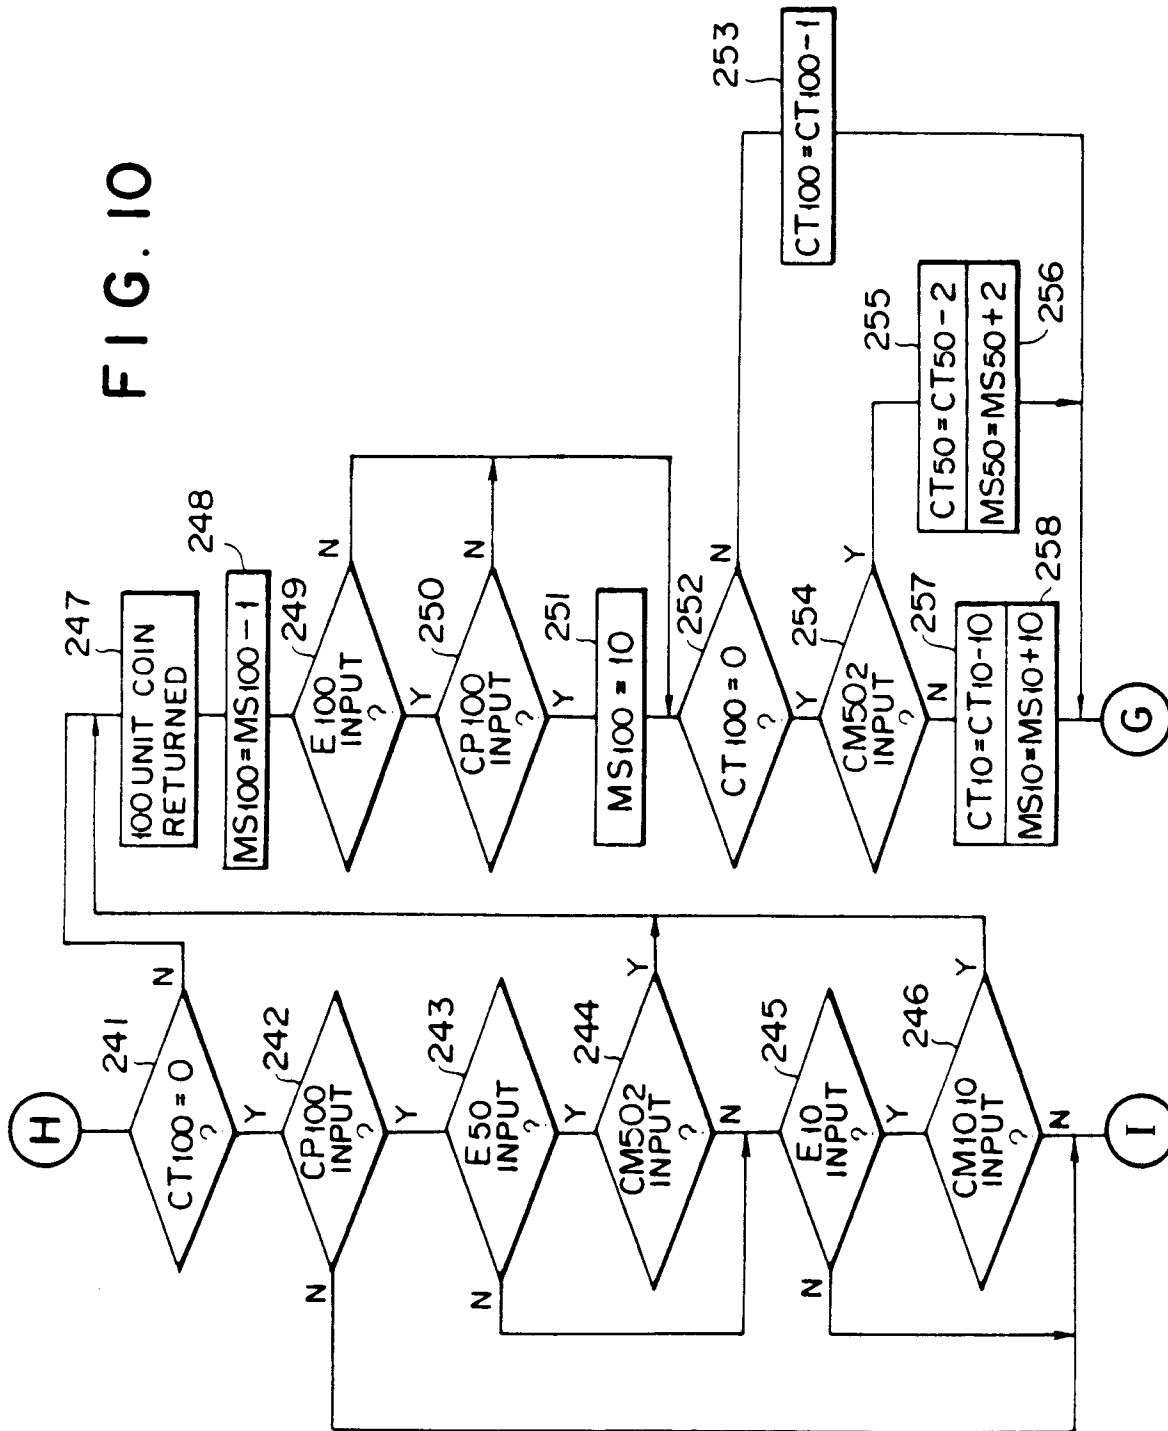 FIG. 10
H
241
CT100 = 0
?
N
Y
242
CP100
INPUT
?
N
Y
243
E50
INPUT
?
N
Y
244
CM502
INPUT
?
Y
N
245
E10
INPUT
?
N
Y
246
CM1010
INPUT
?
Y
N
I
247
100 UNIT COIN
RETURNED
248
MS100=MS100-1
249
E100
INPUT
?
N
Y
250
CP100
INPUT
?
N
Y
251
MS100 = 10
252
CT100=0
?
N
Y
253
CT100=CT100-1
254
CM502
INPUT
?
Y
N
255
CT50=CT50-2
MS50=MS50+2
256
257
CT10=CT10-10
MS10=MS10+10
258
G